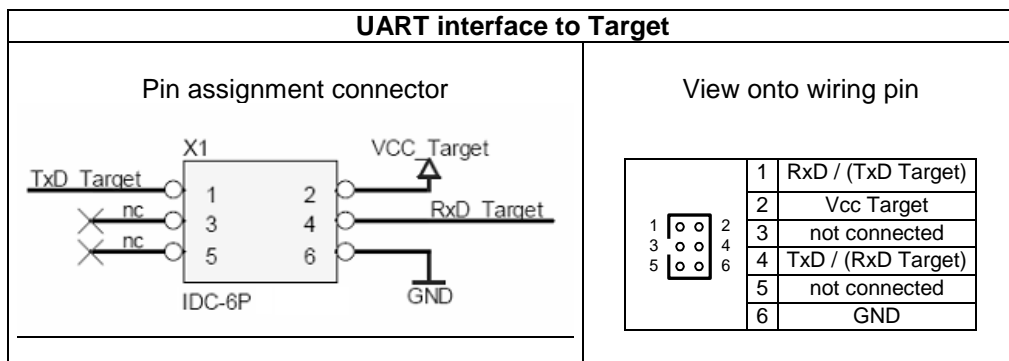 UART interface to Target
Pin assignment connector
X1
VCC_Target
TxD_Target
1
2
nc
3
4
RxD_Target
nc
5
6
IDC-6P
GND
View onto wiring pin
1 2
3 4
5 6
1 RxD / (TxD Target)
2 Vcc Target
3 not connected
4 TxD / (RxD Target)
5 not connected
6 GND